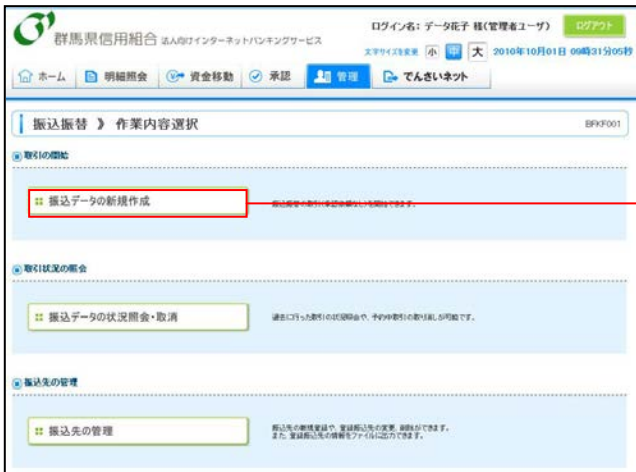 群馬県信用組合 法人向けインターネットバンキングサービス
ログイン名: データ花子 様(管理者ユーザ) ログアウト
文字サイズを変更 小 中 大 2010年10月01日 09時31分05秒
ホーム 明細照会 資金移動 承認 管理 でんさいネット
振込振替 》 作業内容選択 BFKF001
取引の開始
振込データの新規作成
取引状況の照会
振込データの状況照会・取消 過去に行った取引の状況照会や、予約中取引の取り消しが可能です。
振込先の管理
振込先の管理 振込先の新規登録や、登録振込先の変更、削除ができます。
また、登録振込先の情報をファイルに出力できます。